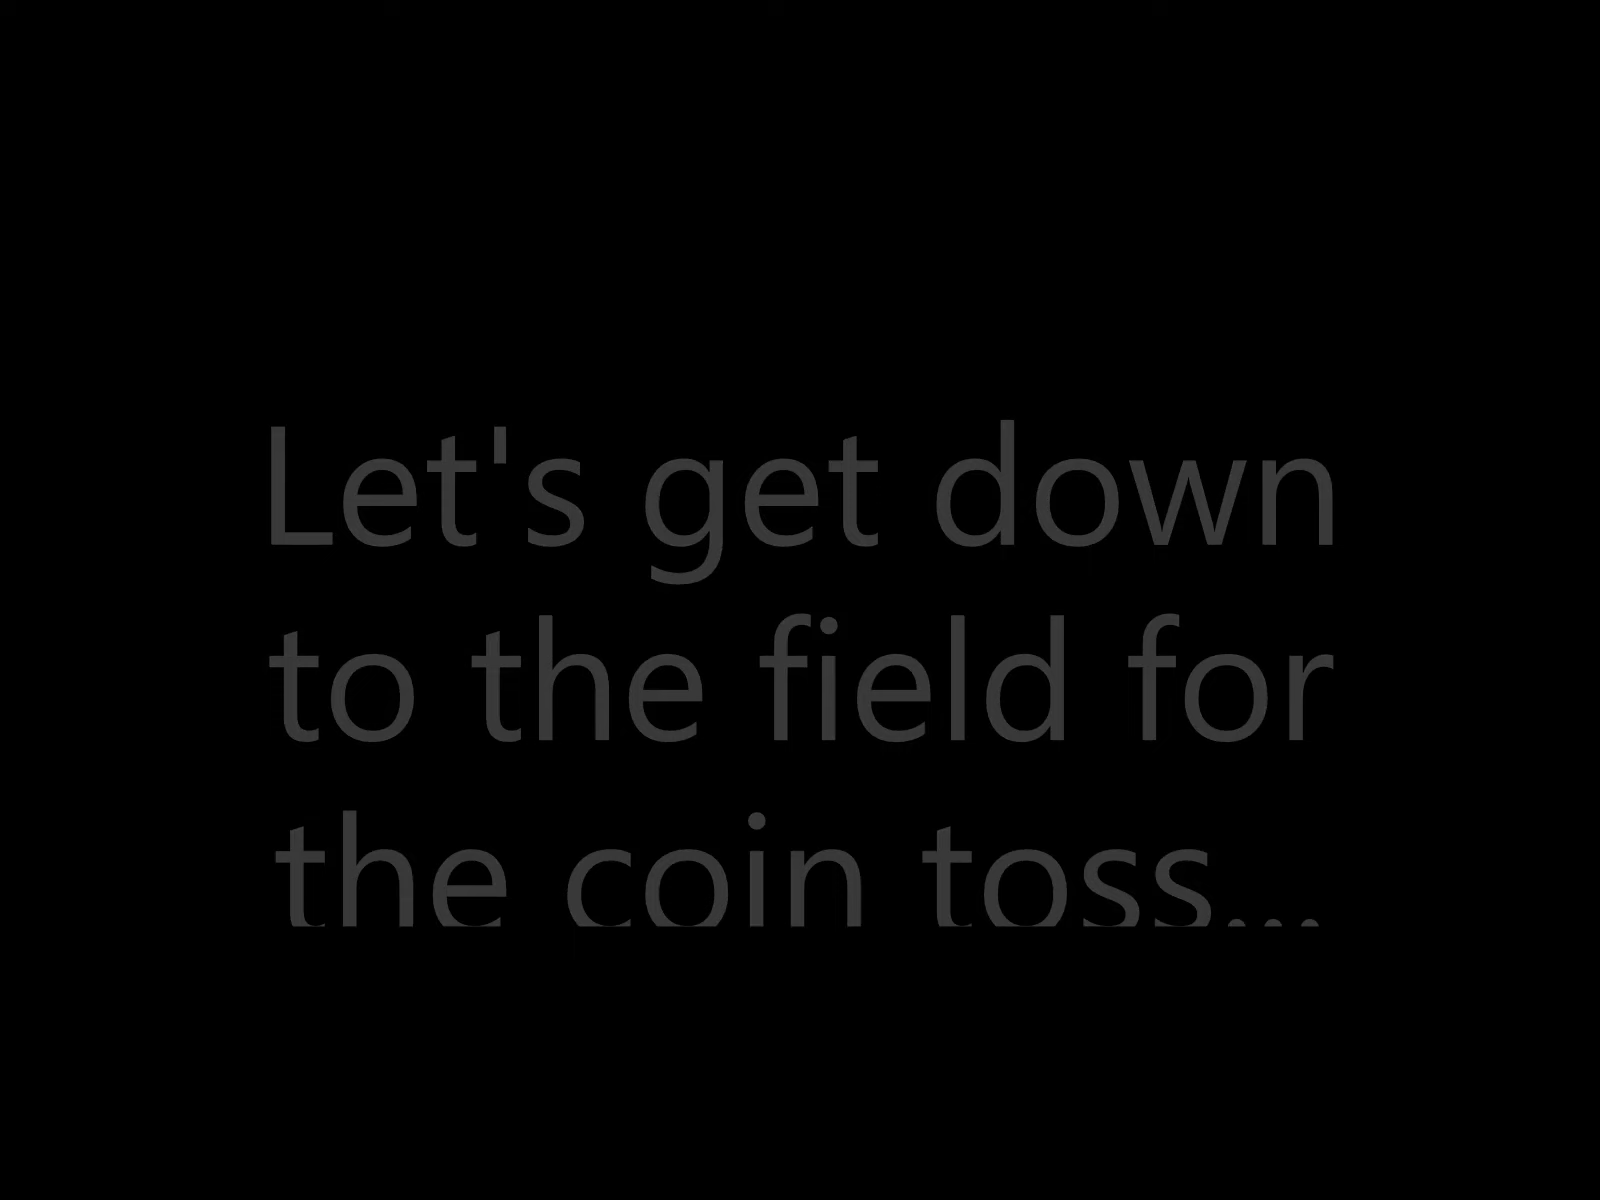 Let's get down
to the field for
the coin toss...